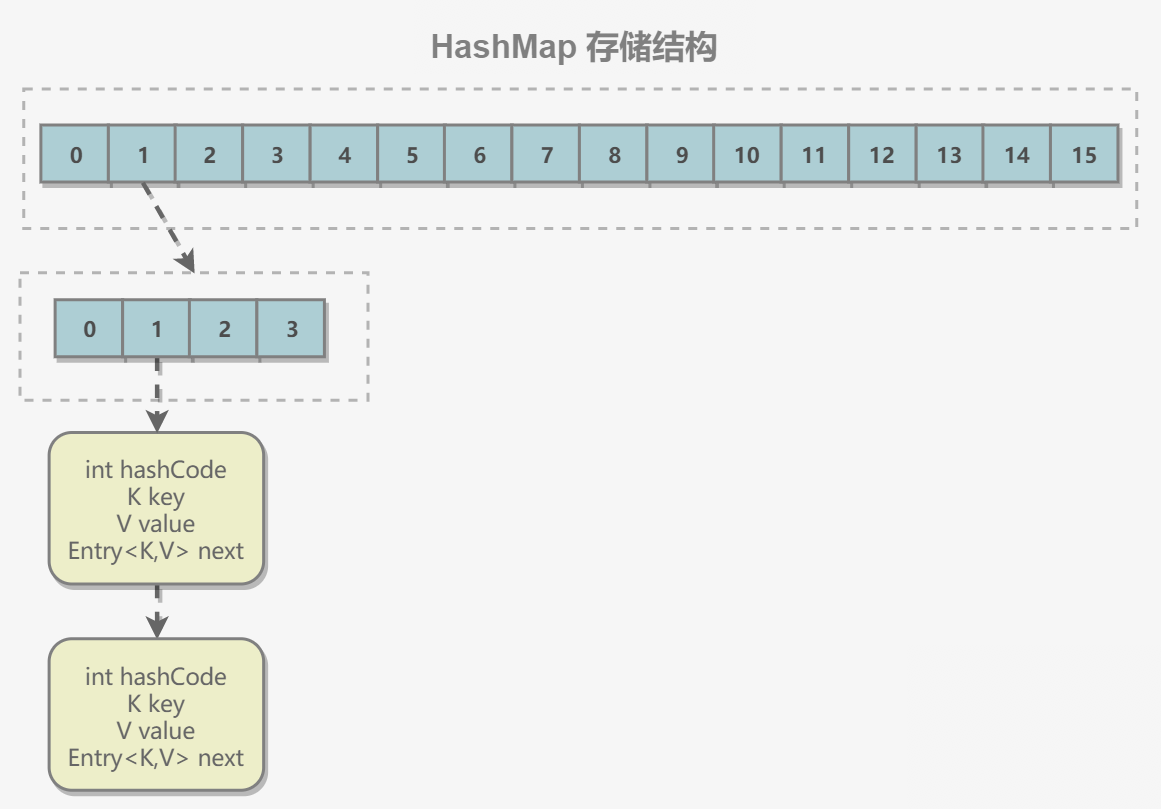 HashMap 存储结构
0 1 2 3 4 5 6 7 8 9 10 11 12 13 14 15
0 1 2 3
int hashCode
K key
V value
Entry<K,V> next
int hashCode
K key
V value
Entry<K,V> next